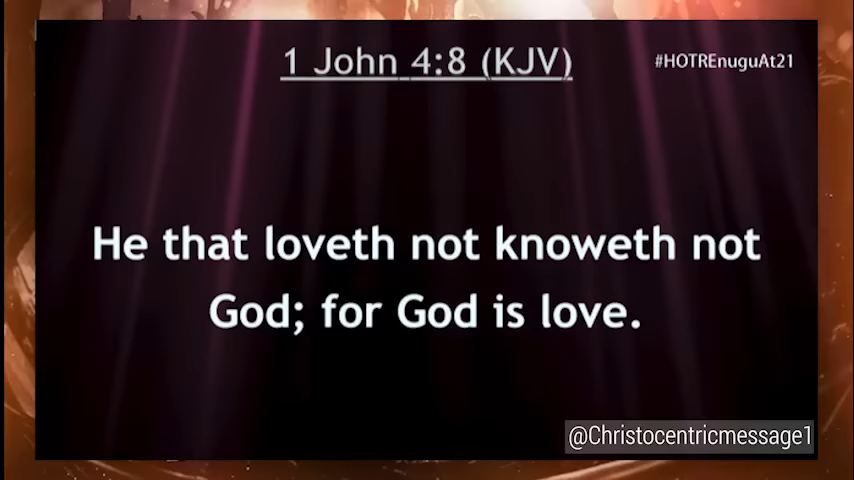 1 John 4:8 (KJV)
#HOTREnuguAt21
He that loveth not knoweth not
God; for God is love.
@Christocentricmessage1